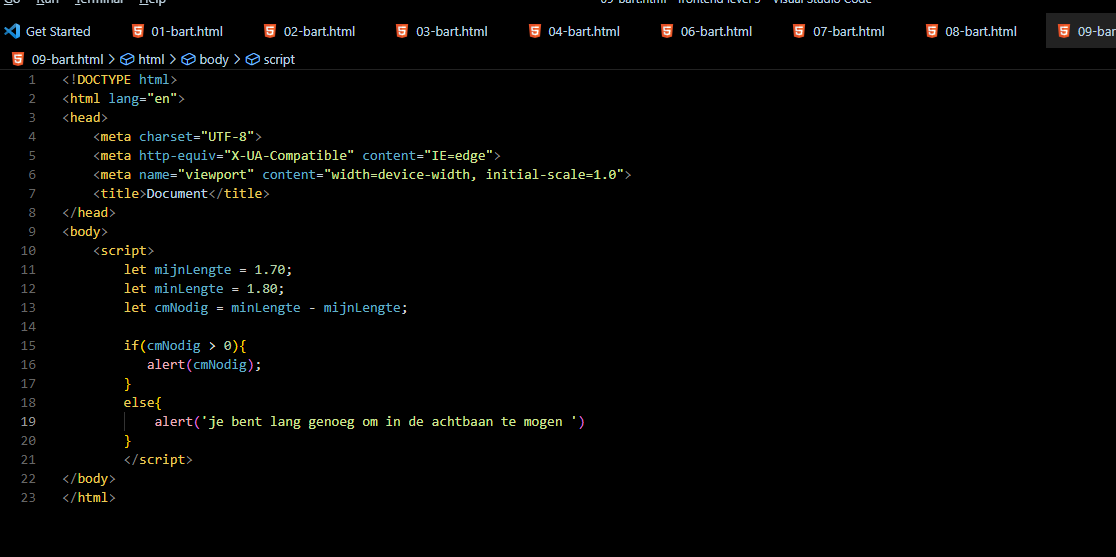 Go Run Terminal Help 09-bart.html - frontend-level 3 - Visual Studio Code
Get Started 01-bart.html 02-bart.html 03-bart.html 04-bart.html 06-bart.html 07-bart.html 08-bart.html 09-bar
09-bart.html > html > body > script
1 <!DOCTYPE html>
2 <html lang="en">
3 <head>
4 <meta charset="UTF-8">
5 <meta http-equiv="X-UA-Compatible" content="IE=edge">
6 <meta name="viewport" content="width=device-width, initial-scale=1.0">
7 <title>Document</title>
8 </head>
9 <body>
10 <script>
11 let mijnLengte = 1.70;
12 let minLengte = 1.80;
13 let cmNodig = minLengte - mijnLengte;
14
15 if(cmNodig > 0){
16 alert(cmNodig);
17 }
18 else{
19 alert('je bent lang genoeg om in de achtbaan te mogen ')
20 }
21 </script>
22 </body>
23 </html>